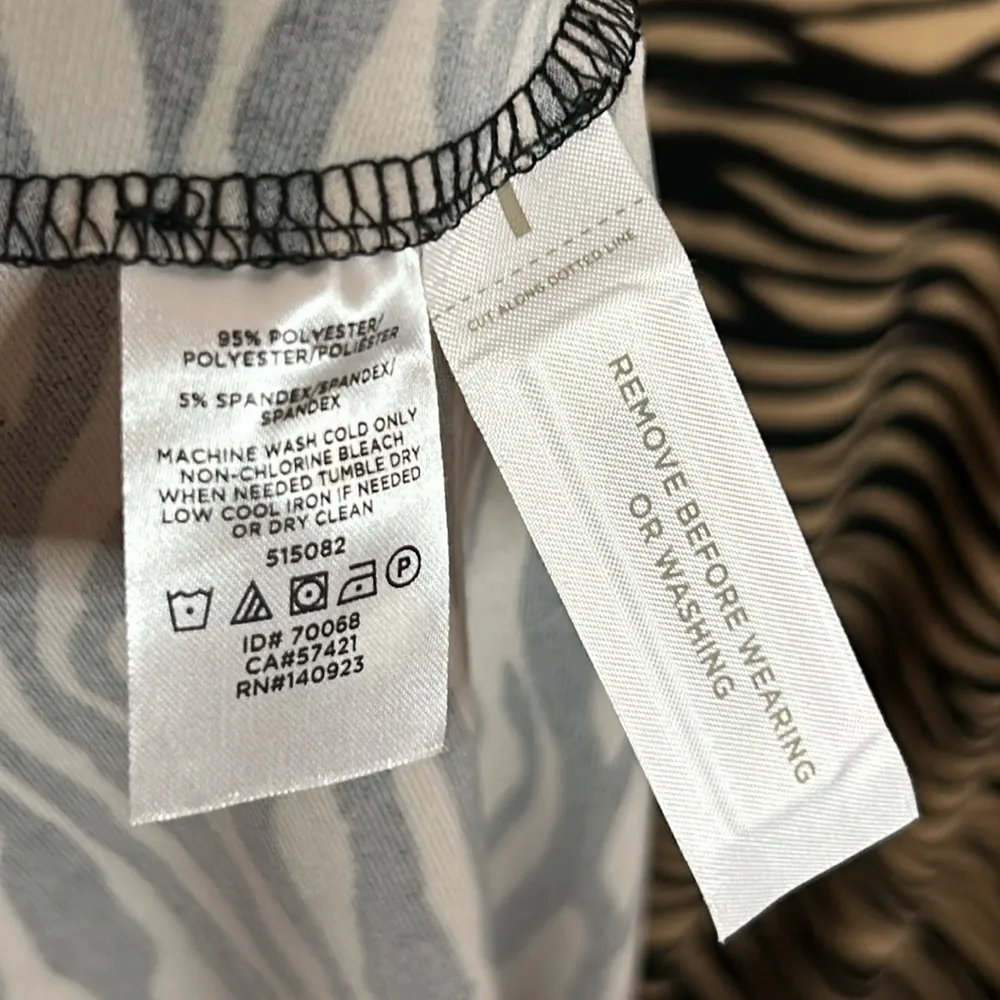 95% POLYESTER/
POLYESTER/POLIÉSTER
5% SPANDEX/SPANDEX/
SPANDEX
MACHINE WASH COLD ONLY
NON-CHLORINE BLEACH
WHEN NEEDED TUMBLE DRY
LOW COOL IRON IF NEEDED
OR DRY CLEAN
515082
P
ID# 70068
CA#57421
RN#140923
CUT ALONG DOTTED LINE
REMOVE BEFORE WEARING
OR WASHING